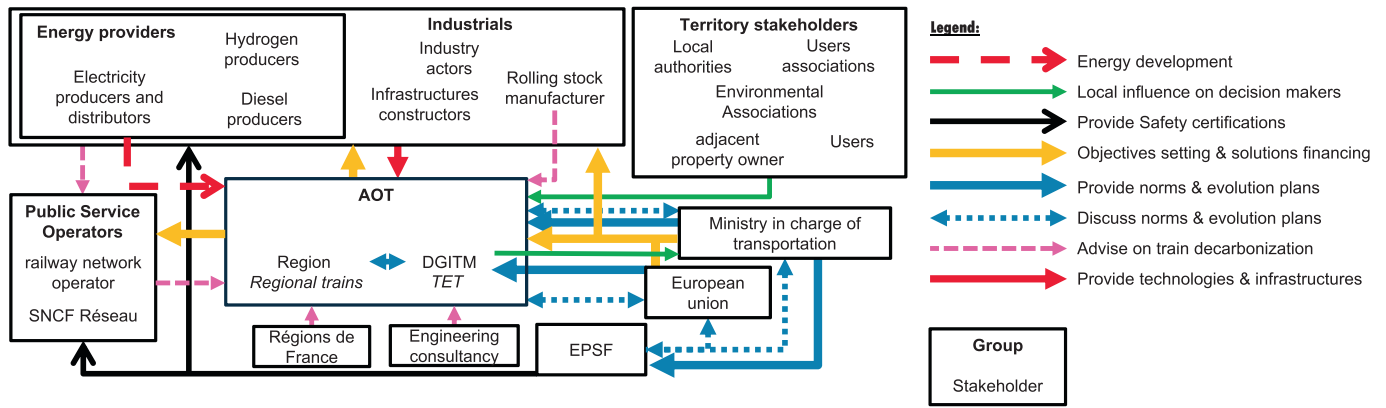 Energy providers
Hydrogen
producers
Electricity
producers and
distributors
Diesel
producers
Industrials
Industry
actors
Infrastructures
constructors
Rolling stock
manufacturer
Territory stakeholders
Local
authorities
Users
associations
Environmental
Associations
adjacent
property owner
Users
Public Service
Operators
railway network
operator
SNCF Réseau
AOT
Region
Regional trains
DGITM
TET
Ministry in charge of
transportation
European
union
Régions de
France
Engineering
consultancy
EPSF
Legend:
Energy development
Local influence on decision makers
Provide Safety certifications
Objectives setting & solutions financing
Provide norms & evolution plans
Discuss norms & evolution plans
Advise on train decarbonization
Provide technologies & infrastructures
Group
Stakeholder